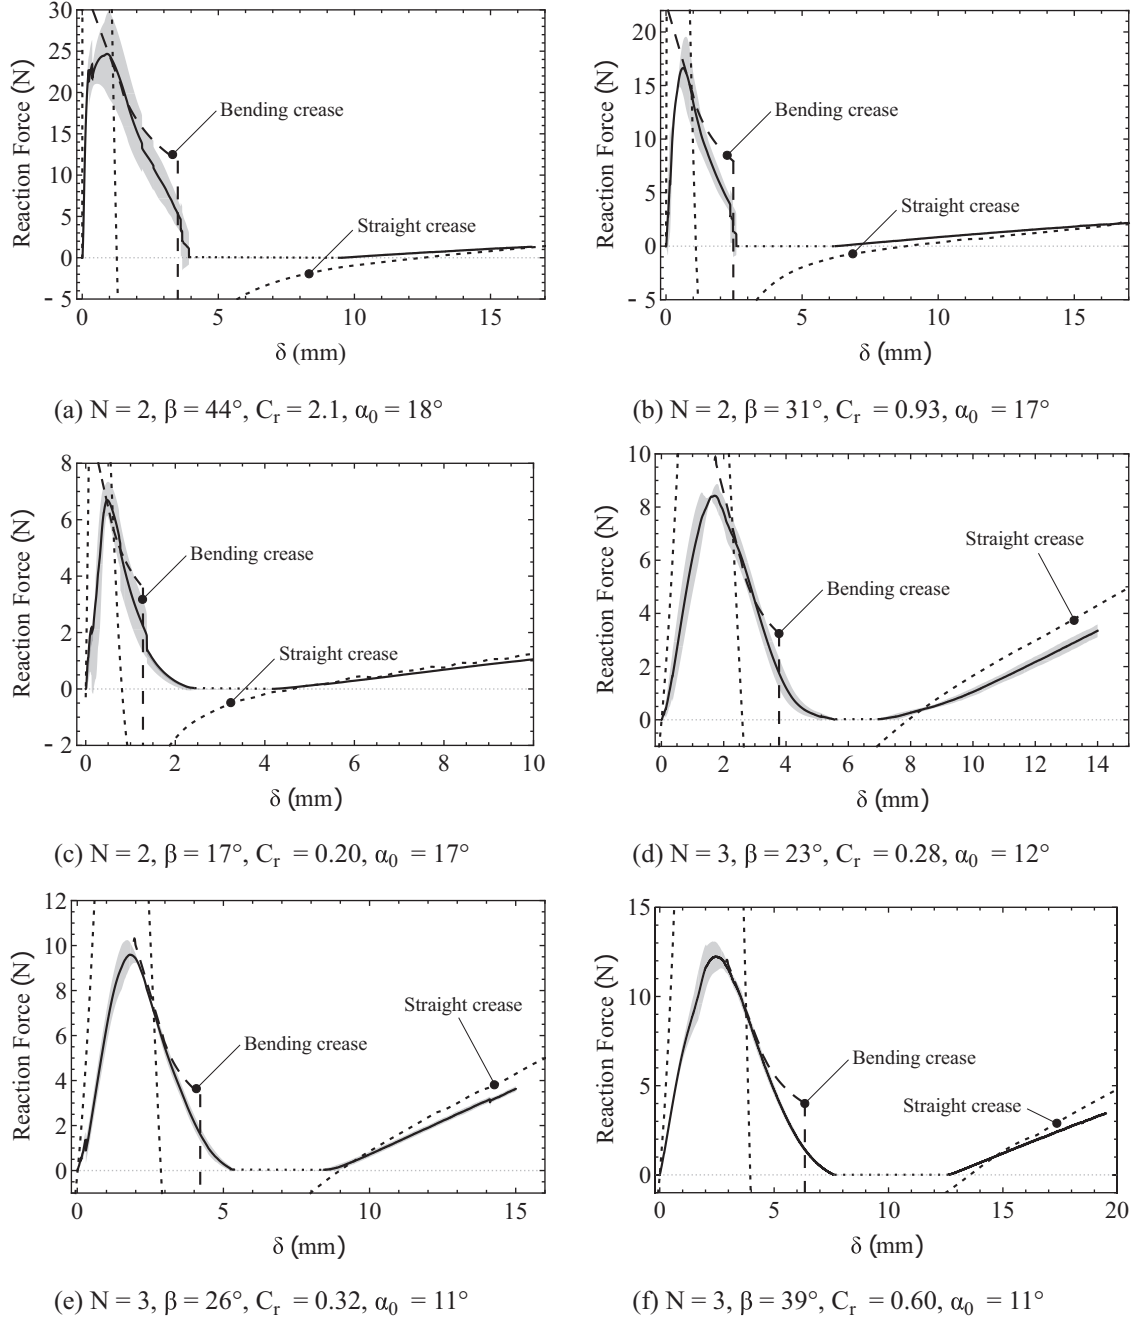 30
25
20
15
10
5
0
- 5
Reaction Force (N)
Bending crease
Straight crease
0
5
10
15
δ (mm)
(a) N = 2, β = 44°, C_r = 2.1, α_0 = 18°
20
15
10
5
0
- 5
Reaction Force (N)
Bending crease
Straight crease
0
5
10
15
δ (mm)
(b) N = 2, β = 31°, C_r = 0.93, α_0 = 17°
8
6
4
2
0
- 2
Reaction Force (N)
Bending crease
Straight crease
0
2
4
6
8
10
δ (mm)
(c) N = 2, β = 17°, C_r = 0.20, α_0 = 17°
10
8
6
4
2
0
Reaction Force (N)
Straight crease
Bending crease
0
2
4
6
8
10
12
14
δ (mm)
(d) N = 3, β = 23°, C_r = 0.28, α_0 = 12°
12
10
8
6
4
2
0
Reaction Force (N)
Straight crease
Bending crease
0
5
10
15
δ (mm)
(e) N = 3, β = 26°, C_r = 0.32, α_0 = 11°
15
10
5
0
Reaction Force (N)
Bending crease
Straight crease
0
5
10
15
20
δ (mm)
(f) N = 3, β = 39°, C_r = 0.60, α_0 = 11°